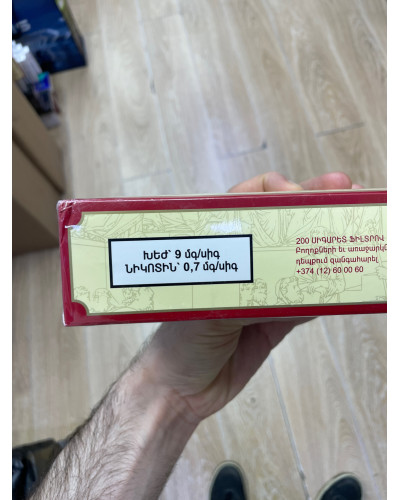 ԽԵԺ՝ 9 մգ/սիգ
ՆԻԿՈՏԻՆ՝ 0,7 մգ/սիգ
200 ՍԻԳԱՐԵՏ ՖԻԼՏՐՈՎ
Բողոքների եւ առաջարկն
դեպքում զանգահարել
+374 (12) 60 00 60